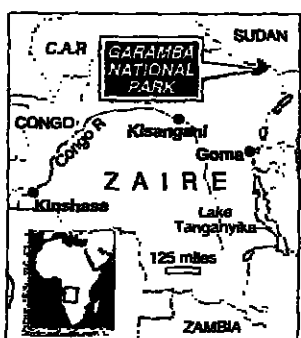 SUDAN
C.A.R
GARAMBA
NATIONAL
PARK
CONGO
Congo R
Kisangani
Goma
ZAIRE
Kinshasa
Lake
Tanganyika
125 miles
ZAMBIA